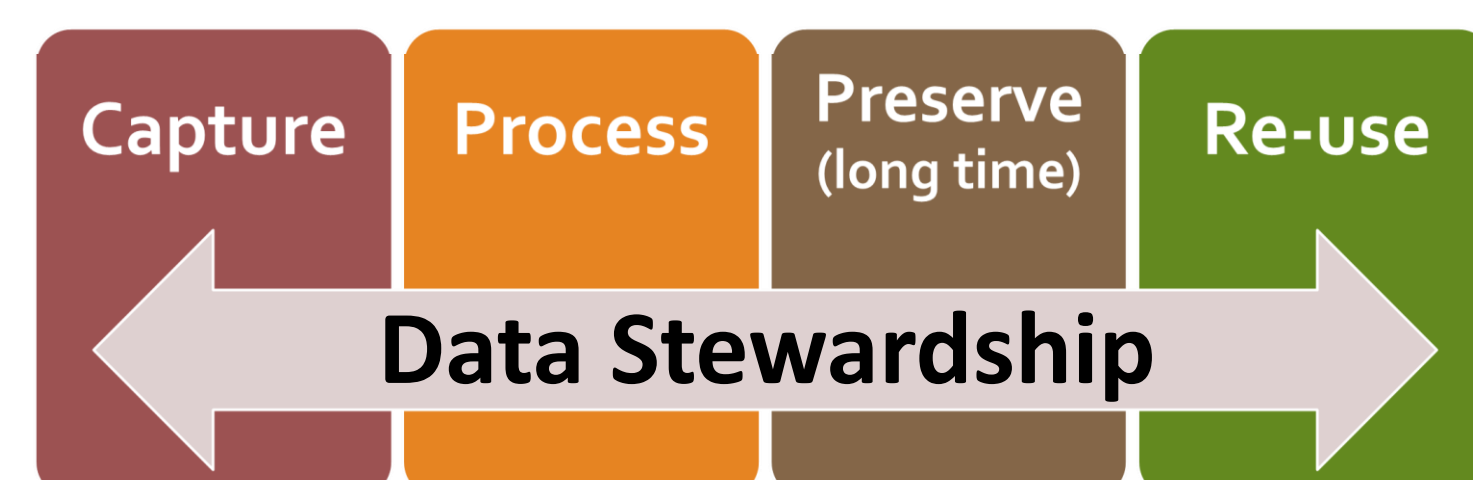 Capture
Process
Preserve
(long time)
Re-use
Data Stewardship